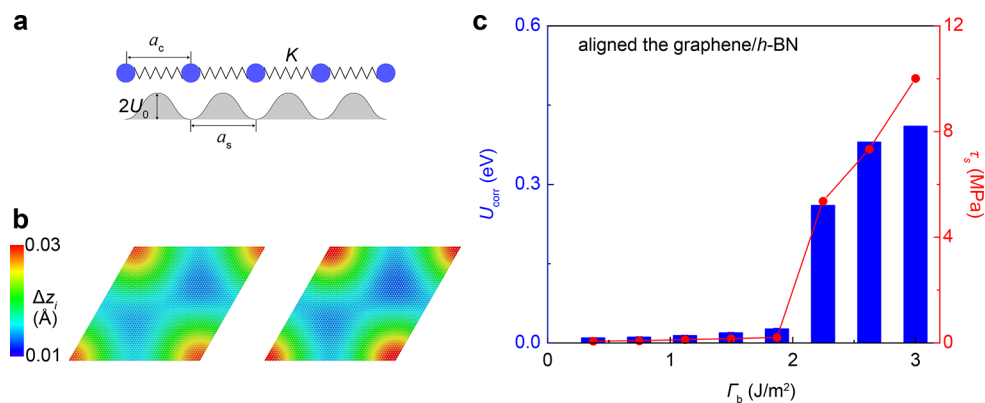 a
a_c
K
2U_0
a_s
b
0.03
Δz_i
(Å)
0.01
c
aligned the graphene/h-BN
0.6
0.3
0.0
U_corr (eV)
12
8
4
0
τ_s (MPa)
0
1
2
3
Γ_b (J/m²)